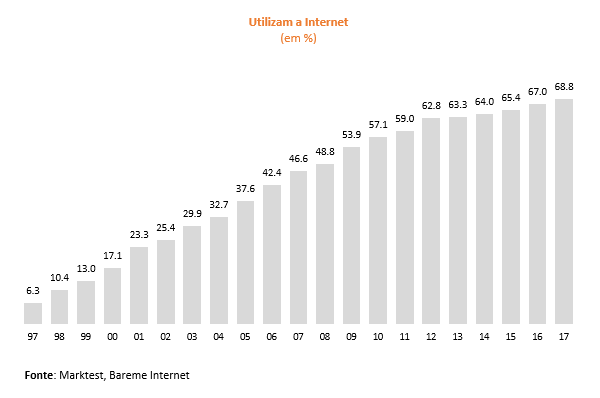 Utilizam a Internet
(em %)
6.3 10.4 13.0 17.1 23.3 25.4 29.9 32.7 37.6 42.4 46.6 48.8 53.9 57.1 59.0 62.8 63.3 64.0 65.4 67.0 68.8
97 98 99 00 01 02 03 04 05 06 07 08 09 10 11 12 13 14 15 16 17
Fonte: Marktest, Bareme Internet